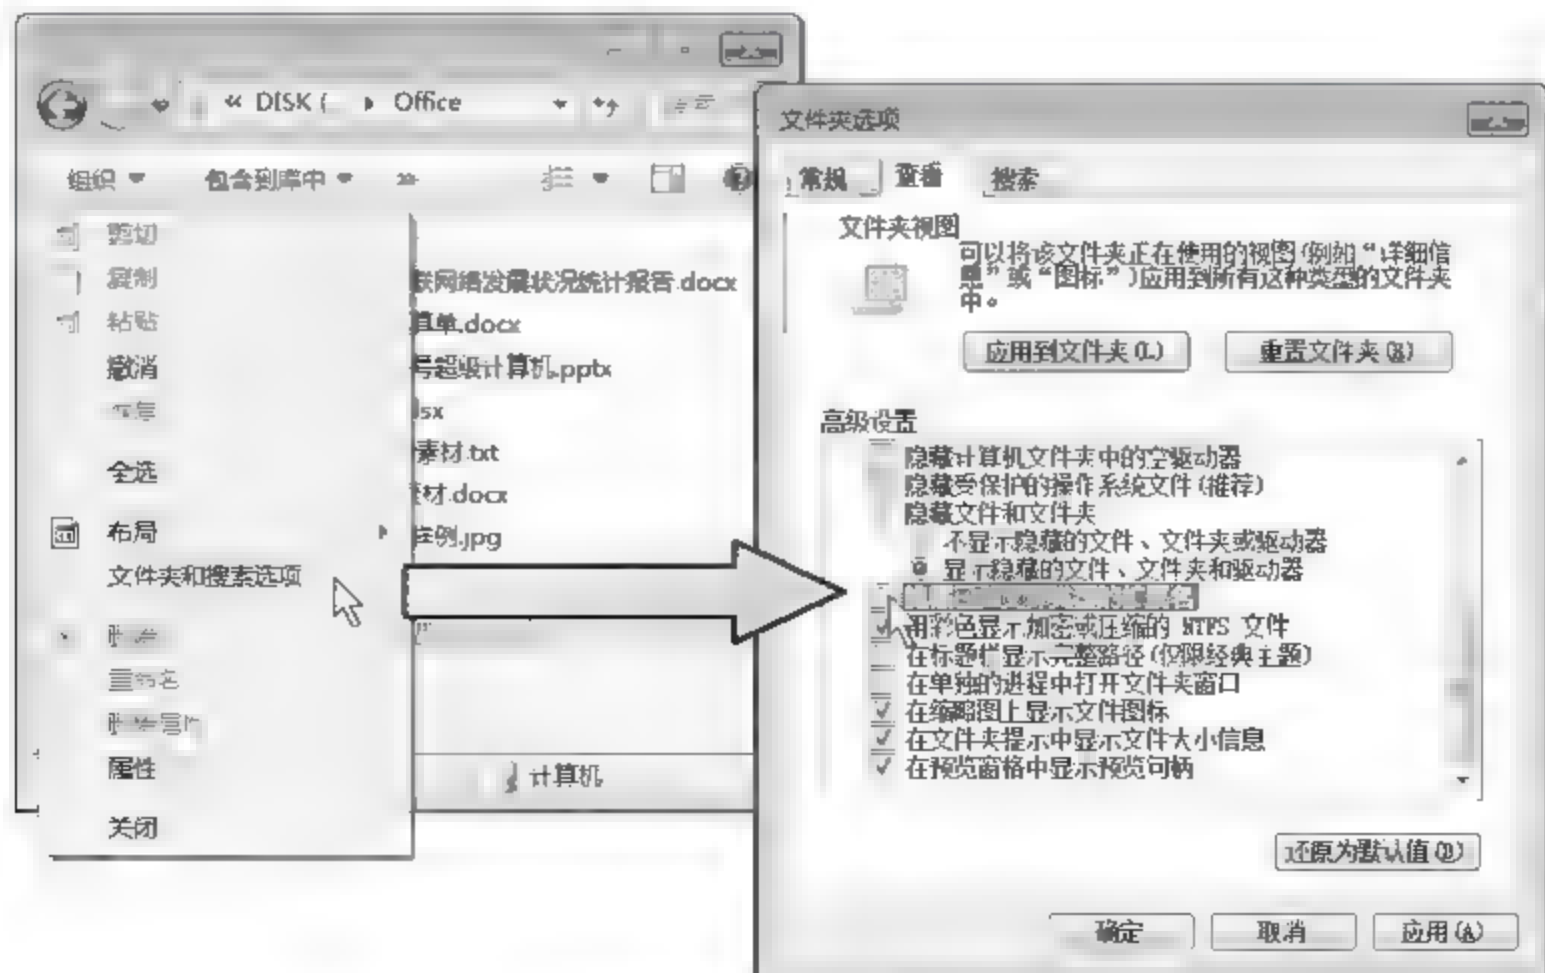 « DISK ( ▸ Office
组织 包含到库中 »
剪切
复制
粘贴
撤消
全选
布局
文件夹和搜索选项
重命名
属性
关闭
联网络发展状况统计报告.docx
算单.docx
号超级计算机.pptx
lsx
素材.txt
材.docx
样例.jpg
计算机
文件夹选项
常规 查看 搜索
文件夹视图
可以将该文件夹正在使用的视图(例如“详细信
息”或“图标”)应用到所有这种类型的文件夹
中。
应用到文件夹(L) 重置文件夹(R)
高级设置
隐藏计算机文件夹中的空驱动器
隐藏受保护的操作系统文件(推荐)
隐藏文件和文件夹
不显示隐藏的文件、文件夹或驱动器
显示隐藏的文件、文件夹和驱动器
用彩色显示加密或压缩的 NTFS 文件
在标题栏显示完整路径(仅限经典主题)
在单独的进程中打开文件夹窗口
在缩略图上显示文件图标
在文件夹提示中显示文件大小信息
在预览窗格中显示预览句柄
还原为默认值(D)
确定 取消 应用(A)